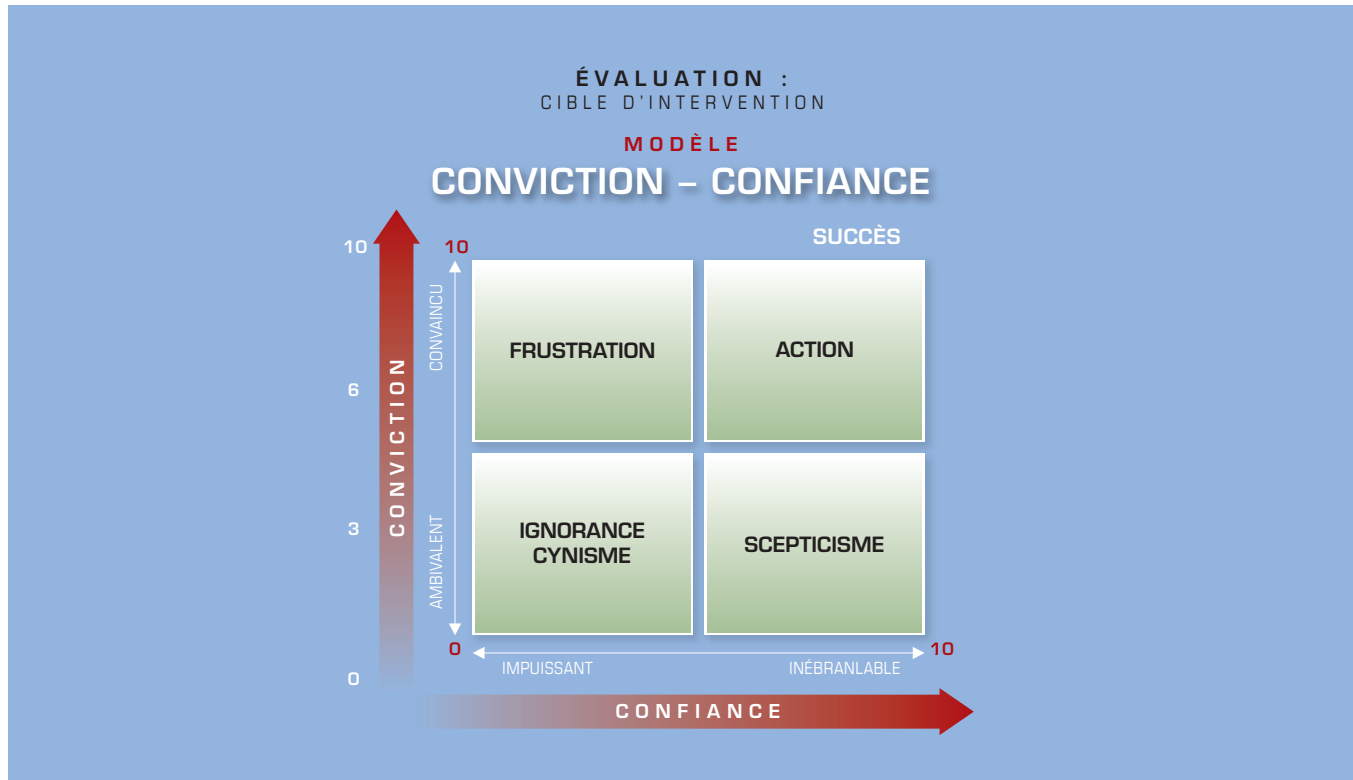 ÉVALUATION :
CIBLE D'INTERVENTION
MODÈLE
CONVICTION – CONFIANCE
SUCCÈS
10
10
CONVAINCU
FRUSTRATION
ACTION
6
CONVICTION
3
AMBIVALENT
IGNORANCE
CYNISME
SCEPTICISME
0
0
10
IMPUISSANT
INÉBRANLABLE
CONFIANCE